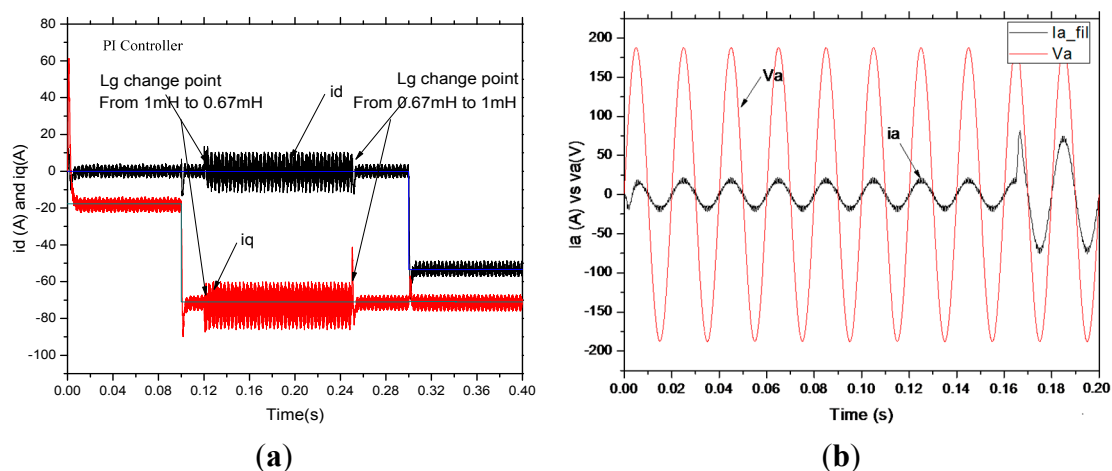 PI Controller
Lg change point
From 1mH to 0.67mH
id
Lg change point
From 0.67mH to 1mH
iq
80
60
40
20
0
-20
-40
-60
-80
-100
id (A) and iq(A)
0.00 0.04 0.08 0.12 0.16 0.20 0.24 0.28 0.32 0.36 0.40
Time(s)
(a)
Ia_fil
Va
Va
ia
200
150
100
50
0
-50
-100
-150
-200
Ia (A) vs va(V)
0.00 0.02 0.04 0.06 0.08 0.10 0.12 0.14 0.16 0.18 0.20
Time (s)
(b)